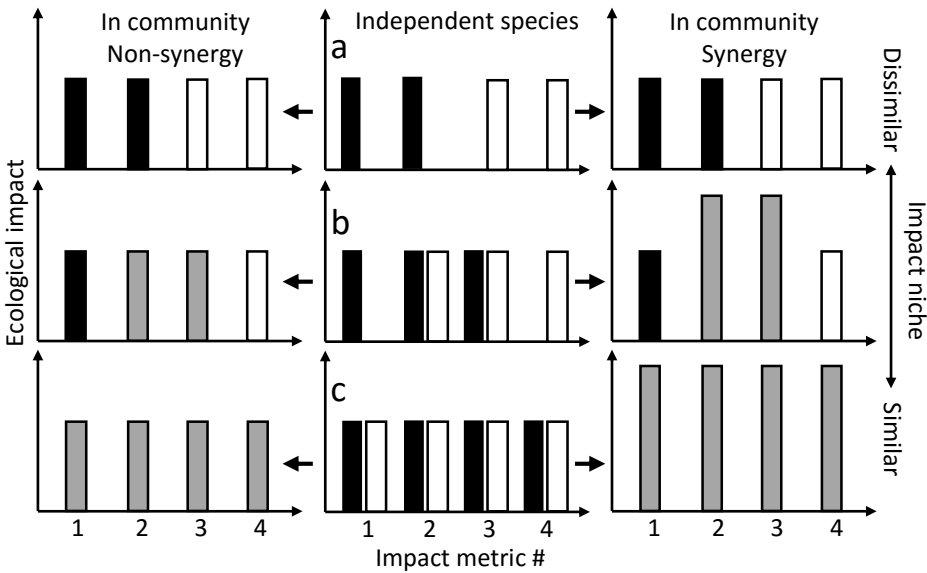 In community
Non-synergy
Independent species
In community
Synergy
a
b
c
Ecological impact
Dissimilar
Impact niche
Similar
1 2 3 4
1 2 3 4
1 2 3 4
Impact metric #